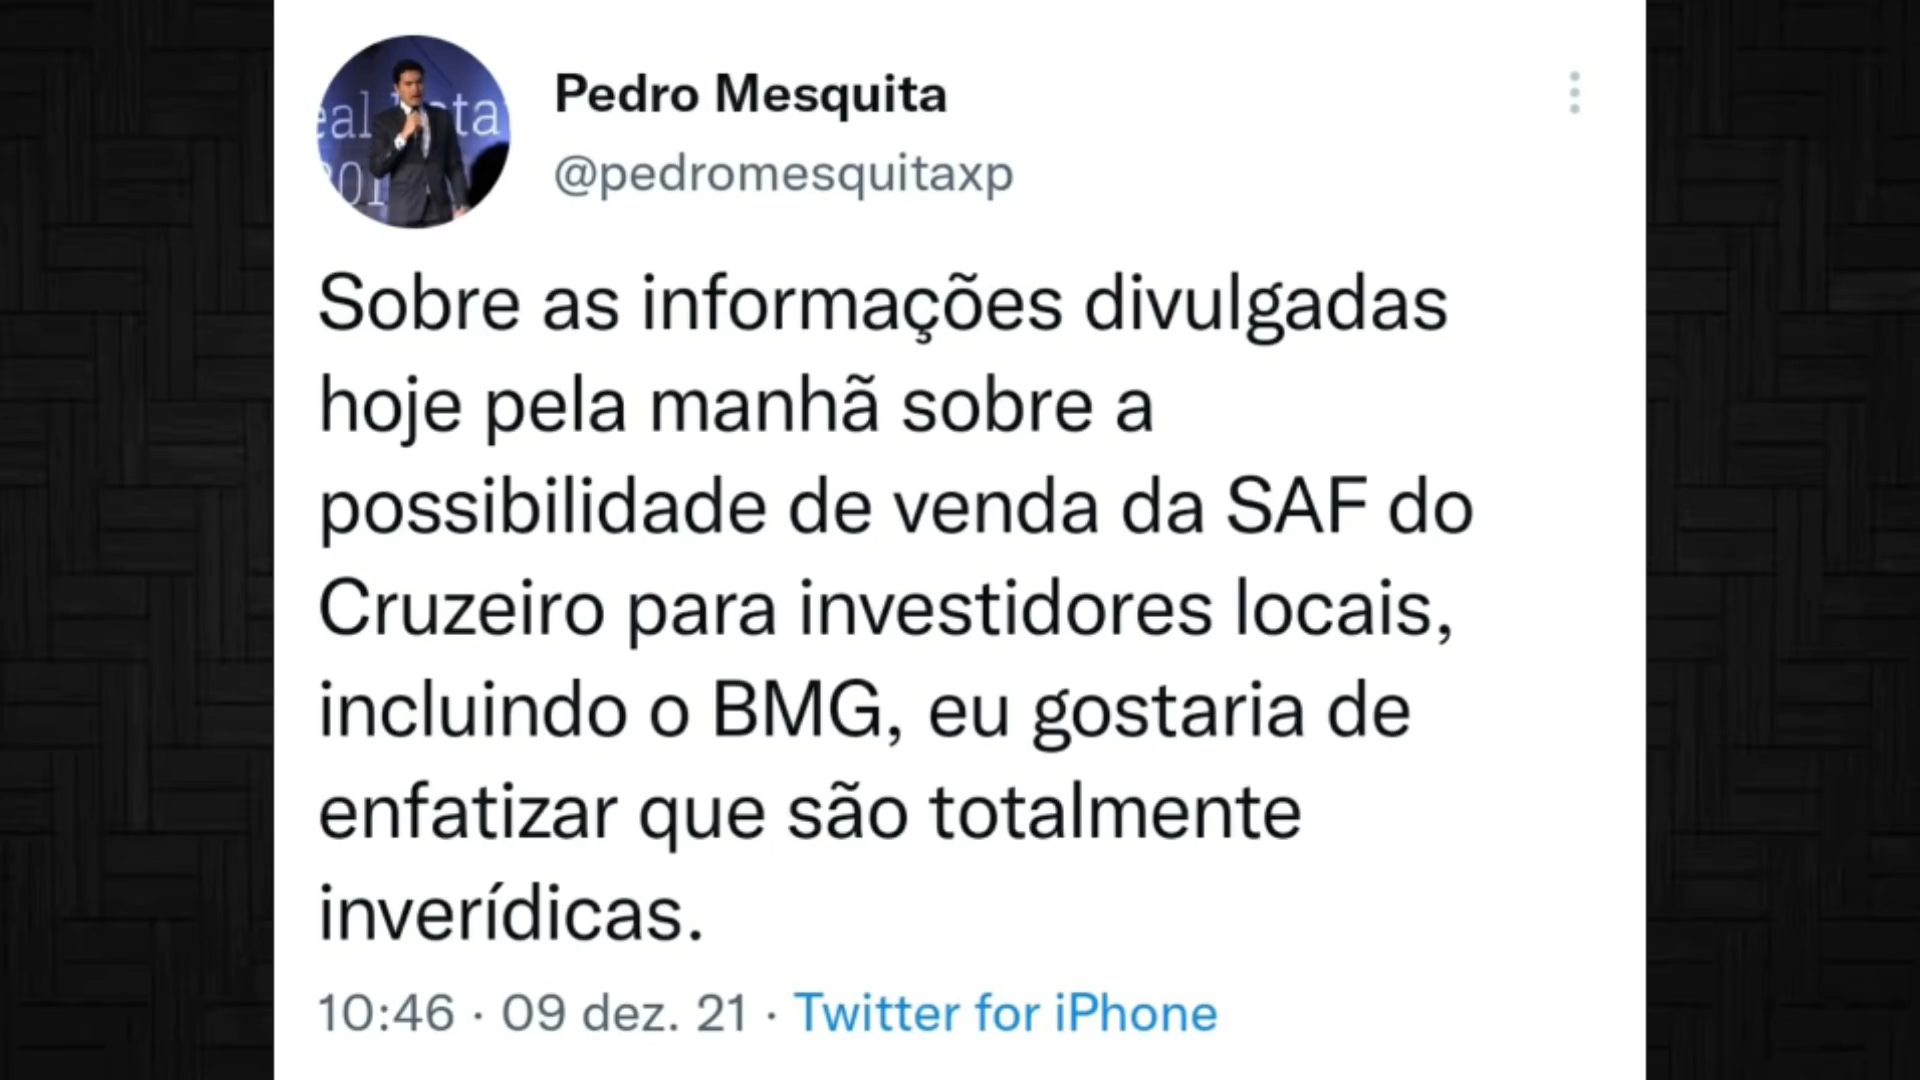 Pedro Mesquita
@pedromesquitaxp
Sobre as informações divulgadas
hoje pela manhã sobre a
possibilidade de venda da SAF do
Cruzeiro para investidores locais,
incluindo o BMG, eu gostaria de
enfatizar que são totalmente
inverídicas.
10:46 · 09 dez. 21 · Twitter for iPhone